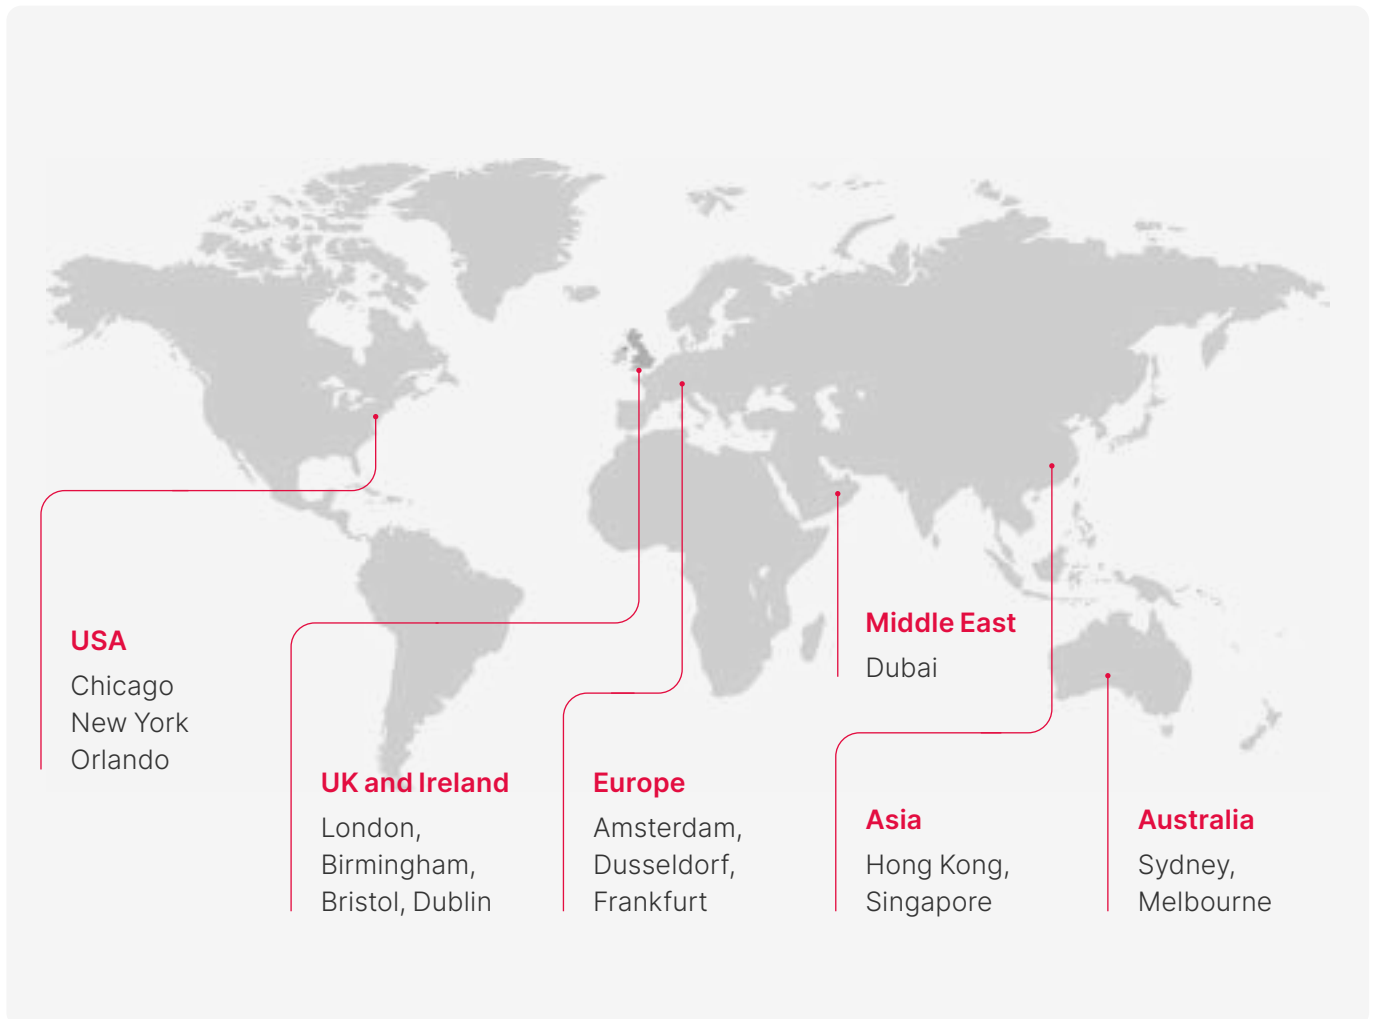 USA
Chicago
New York
Orlando
UK and Ireland
London,
Birmingham,
Bristol, Dublin
Europe
Amsterdam,
Dusseldorf,
Frankfurt
Middle East
Dubai
Asia
Hong Kong,
Singapore
Australia
Sydney,
Melbourne